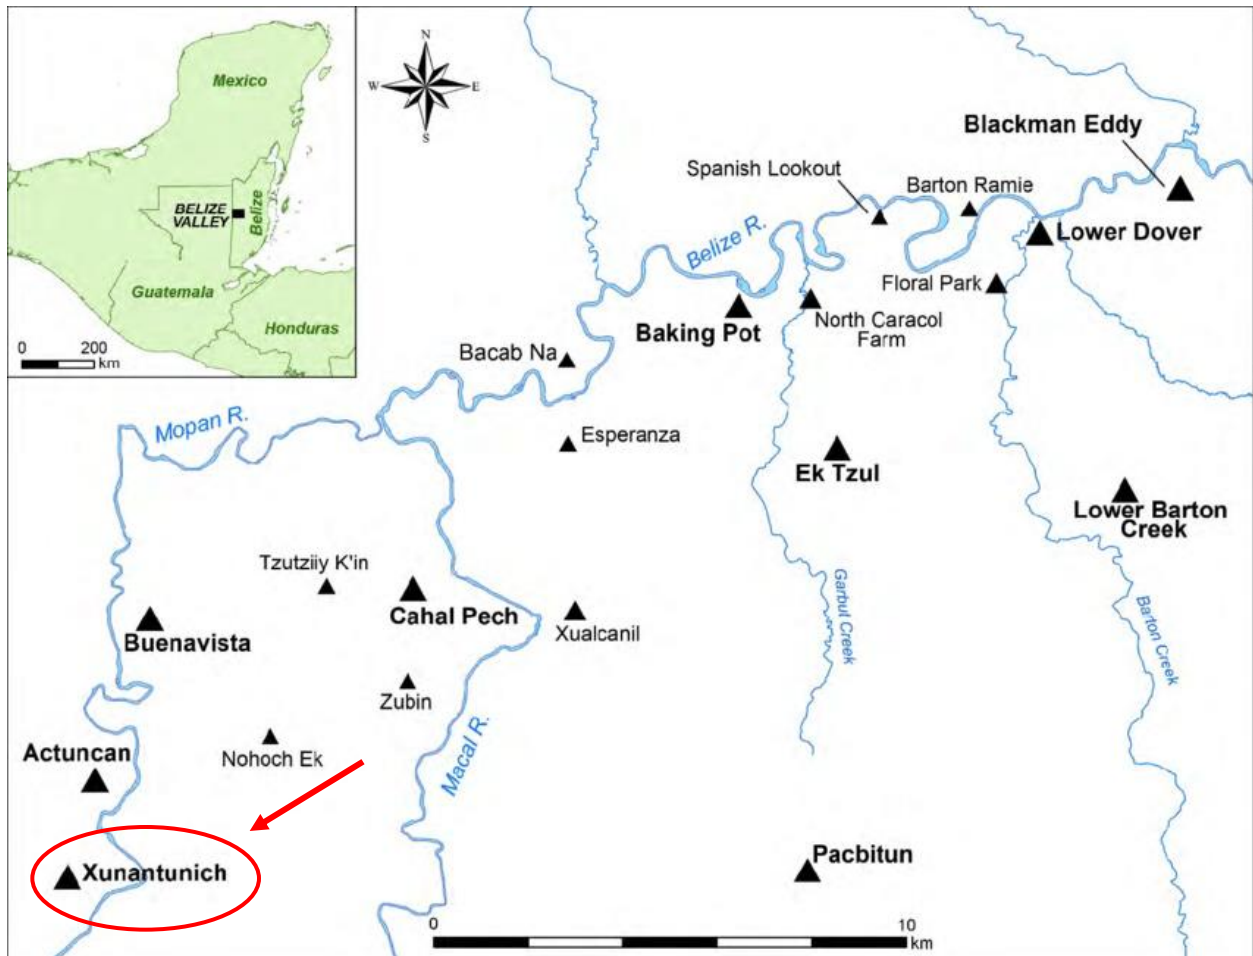 Mexico
BELIZE
VALLEY
Belize
Guatemala
Honduras
0 200
km
N
W E
S
Blackman Eddy
Spanish Lookout
Barton Ramie
Belize R.
Lower Dover
Floral Park
Baking Pot
North Caracol
Farm
Bacab Na
Mopan R.
Esperanza
Ek Tzul
Lower Barton
Creek
Tzutziiy K'in
Cahal Pech
Xualcanil
Buenavista
Garbut Creek
Barton Creek
Zubin
Macal R.
Nohoch Ek
Actuncan
Xunantunich
Pacbitun
0 10
km